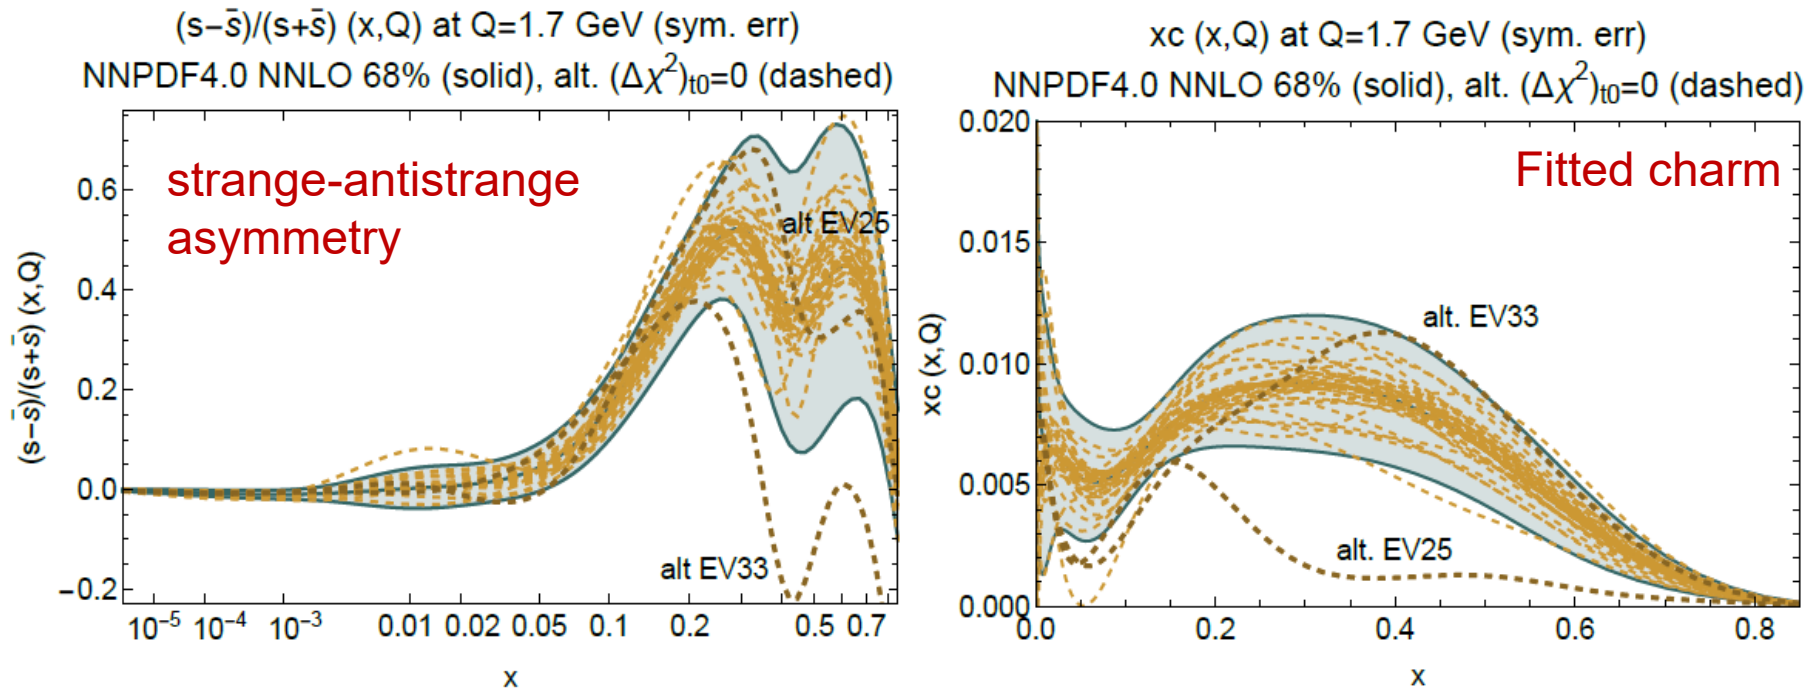 (s−s̄)/(s+s̄) (x,Q) at Q=1.7 GeV (sym. err)
NNPDF4.0 NNLO 68% (solid), alt. (Δχ²)t0=0 (dashed)
strange-antistrange
asymmetry
alt EV25
alt EV33
(s−s̄)/(s+s̄) (x,Q)
0.6
0.4
0.2
0.0
−0.2
10⁻⁵ 10⁻⁴ 10⁻³ 0.01 0.02 0.05 0.1 0.2 0.5 0.7
x
xc (x,Q) at Q=1.7 GeV (sym. err)
NNPDF4.0 NNLO 68% (solid), alt. (Δχ²)t0=0 (dashed)
Fitted charm
alt. EV33
alt. EV25
xc (x,Q)
0.020
0.015
0.010
0.005
0.000
0.0 0.2 0.4 0.6 0.8
x